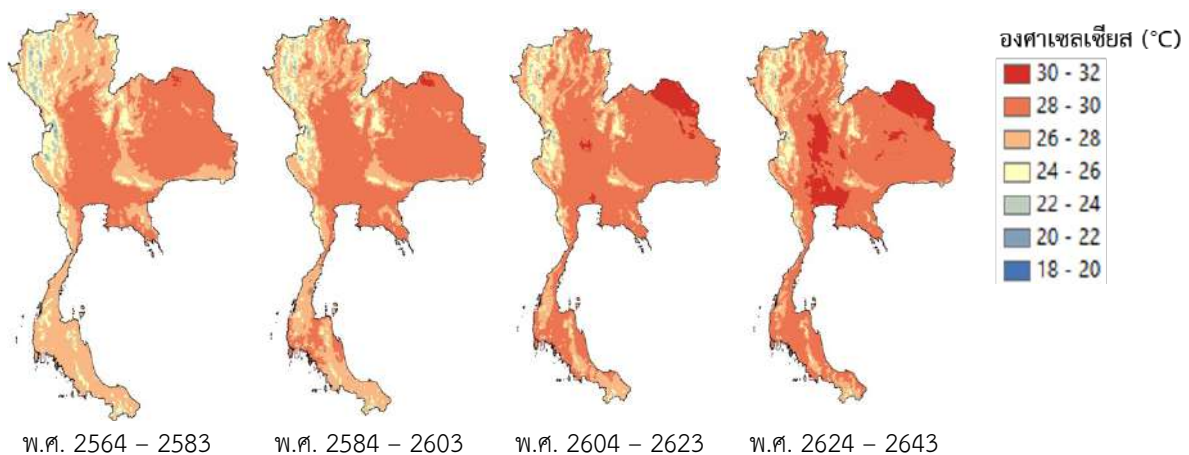 องศาเซลเซียส (°C)
30 - 32
28 - 30
26 - 28
24 - 26
22 - 24
20 - 22
18 - 20
พ.ศ. 2564 – 2583
พ.ศ. 2584 – 2603
พ.ศ. 2604 – 2623
พ.ศ. 2624 – 2643